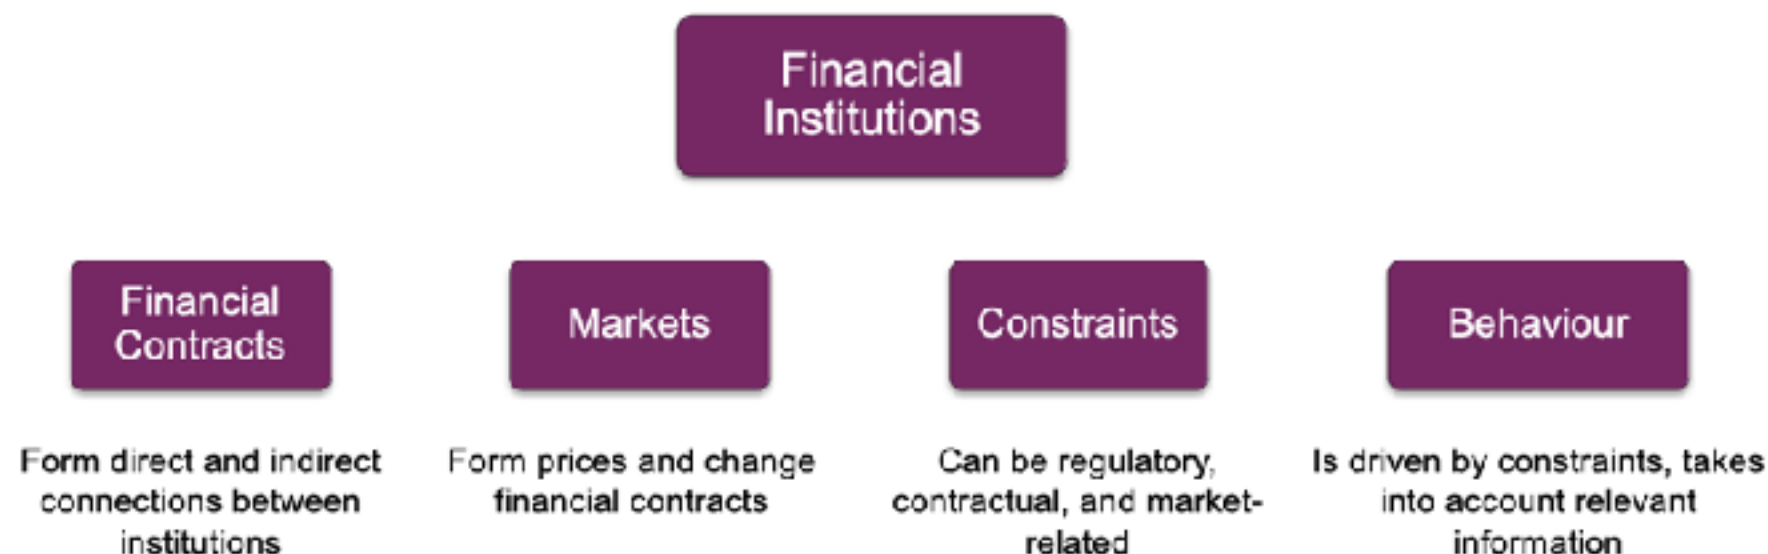 Financial
Institutions
Financial
Contracts
Markets
Constraints
Behaviour
Form direct and indirect
connections between
institutions
Form prices and change
financial contracts
Can be regulatory,
contractual, and market-
related
Is driven by constraints, takes
into account relevant
information